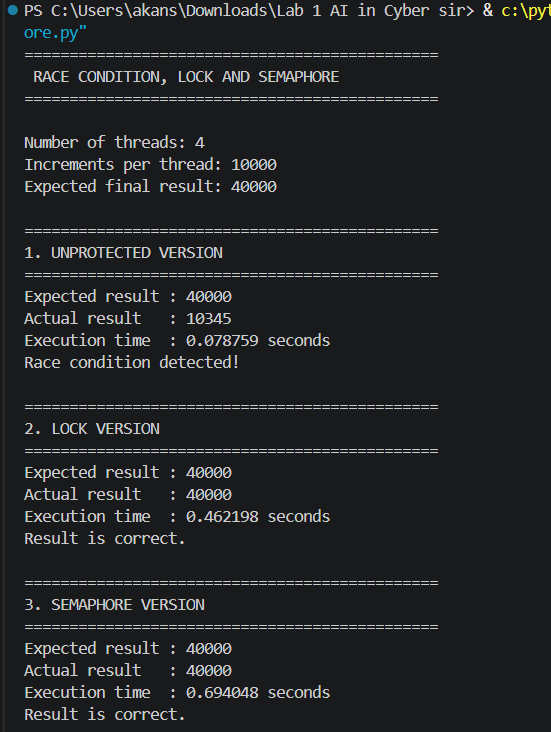 PS C:\Users\akans\Downloads\Lab 1 AI in Cyber sir> & c:\pyt
ore.py"
==============================================
 RACE CONDITION, LOCK AND SEMAPHORE
==============================================

Number of threads: 4
Increments per thread: 10000
Expected final result: 40000

==============================================
1. UNPROTECTED VERSION
==============================================
Expected result : 40000
Actual result   : 10345
Execution time  : 0.078759 seconds
Race condition detected!

==============================================
2. LOCK VERSION
==============================================
Expected result : 40000
Actual result   : 40000
Execution time  : 0.462198 seconds
Result is correct.

==============================================
3. SEMAPHORE VERSION
==============================================
Expected result : 40000
Actual result   : 40000
Execution time  : 0.694048 seconds
Result is correct.